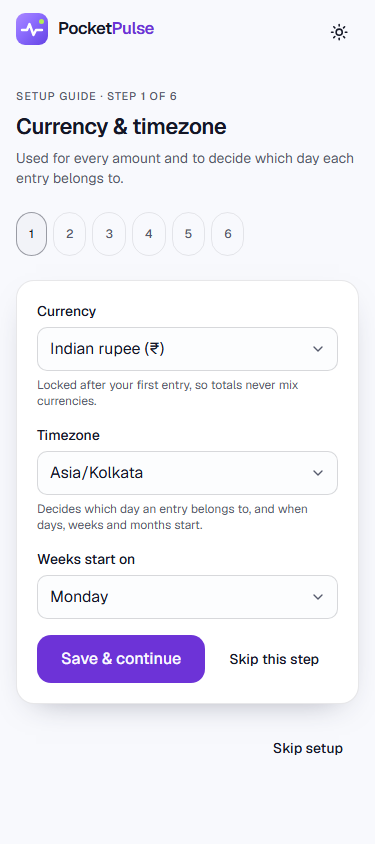 PocketPulse
SETUP GUIDE · STEP 1 OF 6
Currency & timezone
Used for every amount and to decide which day each
entry belongs to.
1 2 3 4 5 6
Currency
Indian rupee (₹)
Locked after your first entry, so totals never mix
currencies.
Timezone
Asia/Kolkata
Decides which day an entry belongs to, and when
days, weeks and months start.
Weeks start on
Monday
Save & continue Skip this step
Skip setup